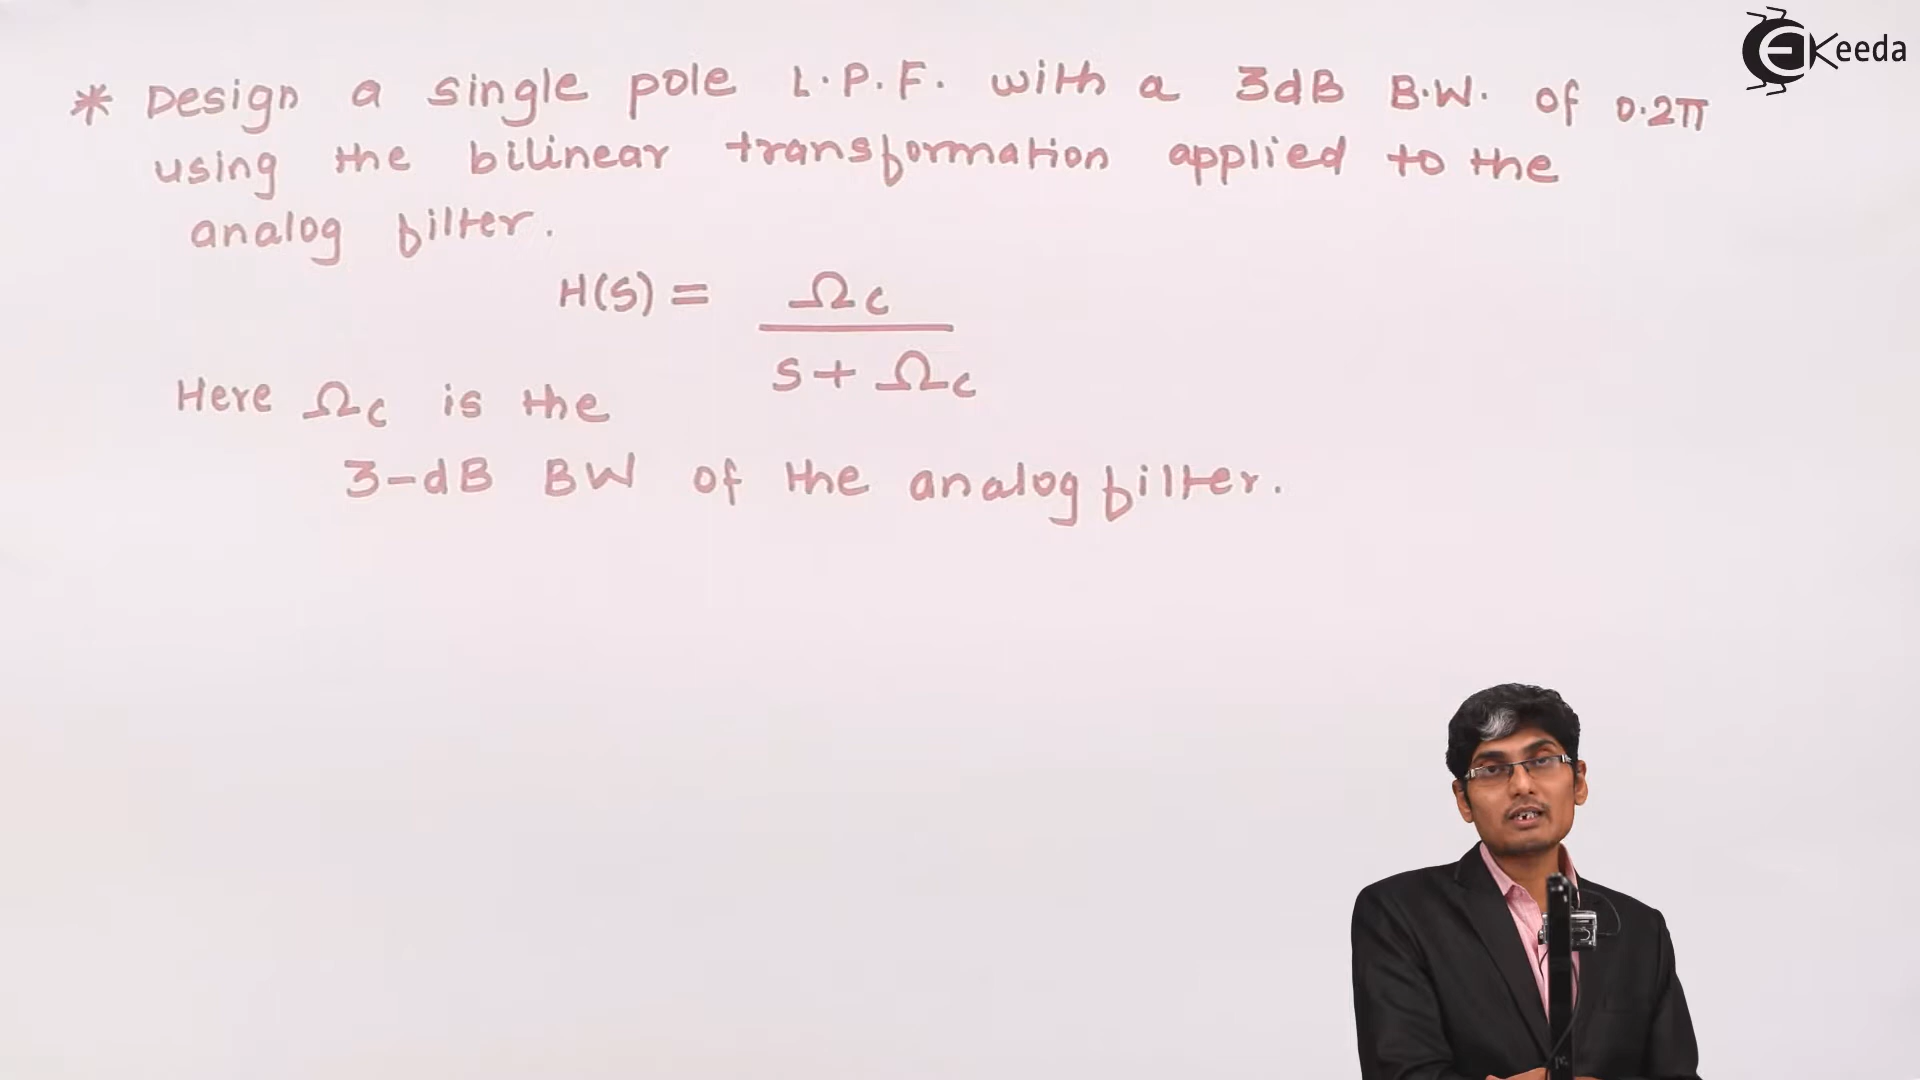 Keeda
* Design a single pole L.P.F. with a 3dB B.W. of 0.2π
using the bilinear transformation applied to the
analog filter.
H(S) = Ωc
s + Ωc
Here Ωc is the
3-dB BW of the analog filter.